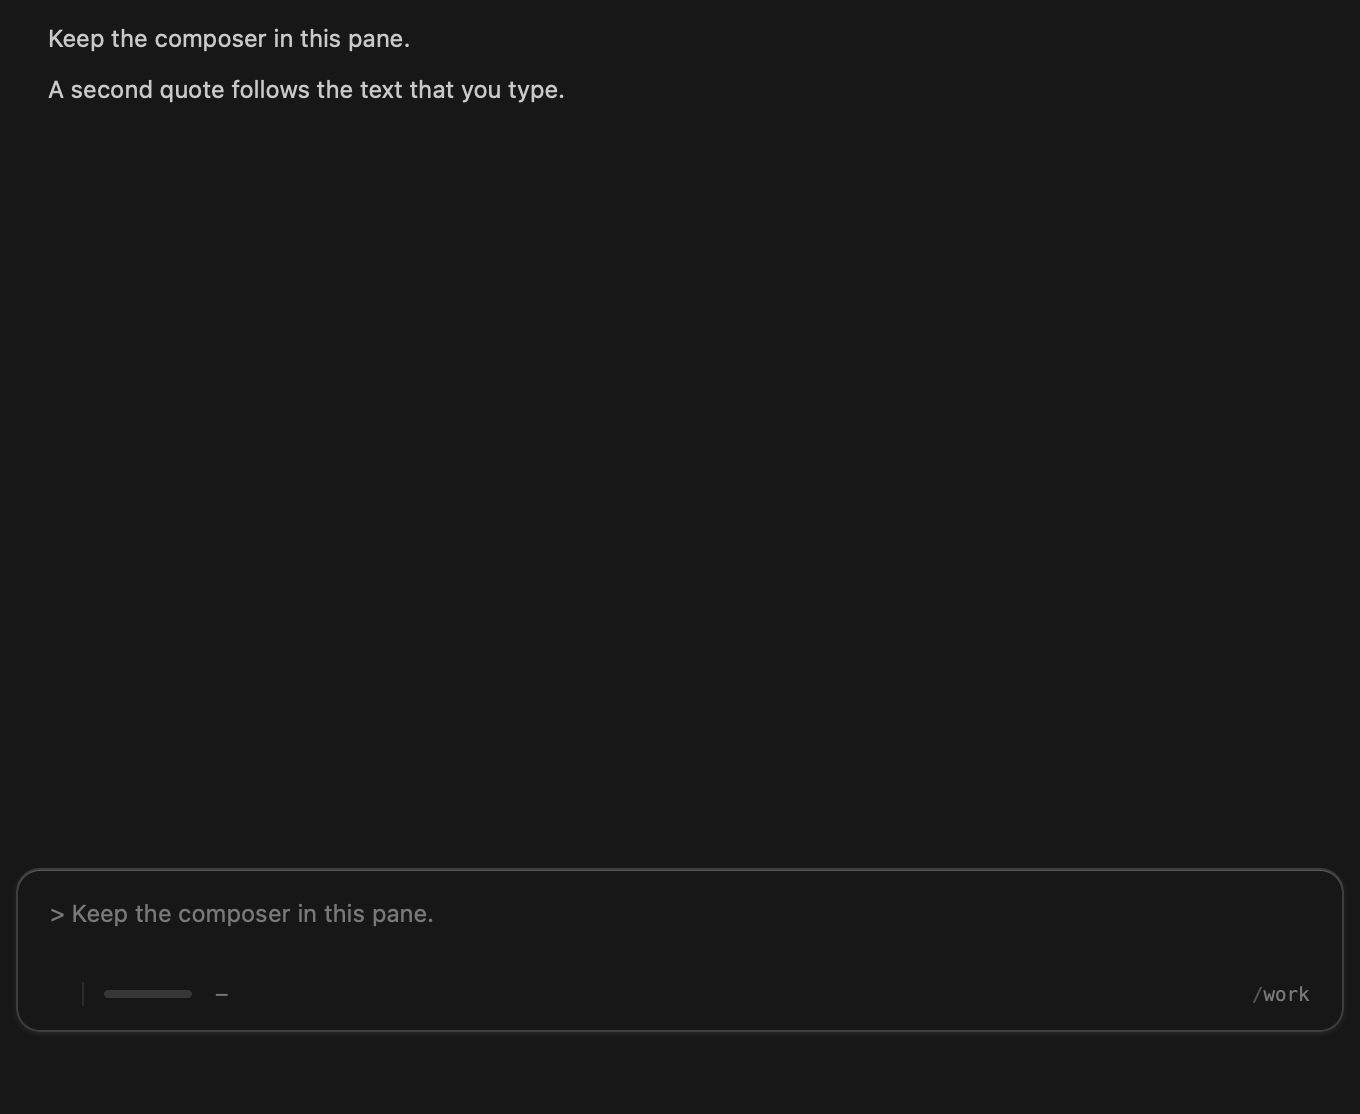 Keep the composer in this pane.
A second quote follows the text that you type.
> Keep the composer in this pane.
– /work